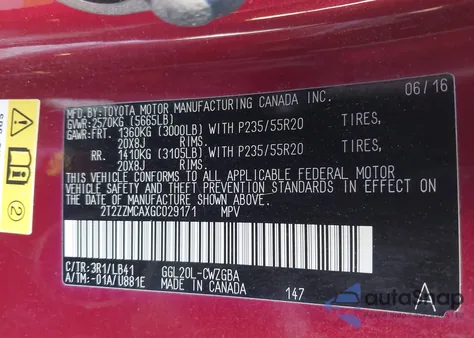 MFD.BY:TOYOTA MOTOR MANUFACTURING CANADA INC. 06/16
GVWR:2570KG (5665LB)
GAWR:FRT. 1360KG (3000LB) WITH P235/55R20 TIRES,
20X8J RIMS.
RR. 1410KG (3105LB) WITH P235/55R20 TIRES,
20X8J RIMS.
THIS VEHICLE CONFORMS TO ALL APPLICABLE FEDERAL MOTOR
VEHICLE SAFETY AND THEFT PREVENTION STANDARDS IN EFFECT
ON THE DATE OF MANUFACTURE SHOWN ABOVE.
2T2ZZMCAXGC029171 MPV
C/TR:3R1/LB41 GGL20L-CWZGBA
A/TM:-01A/U881E MADE IN CANADA 147 A
2
autoSnap